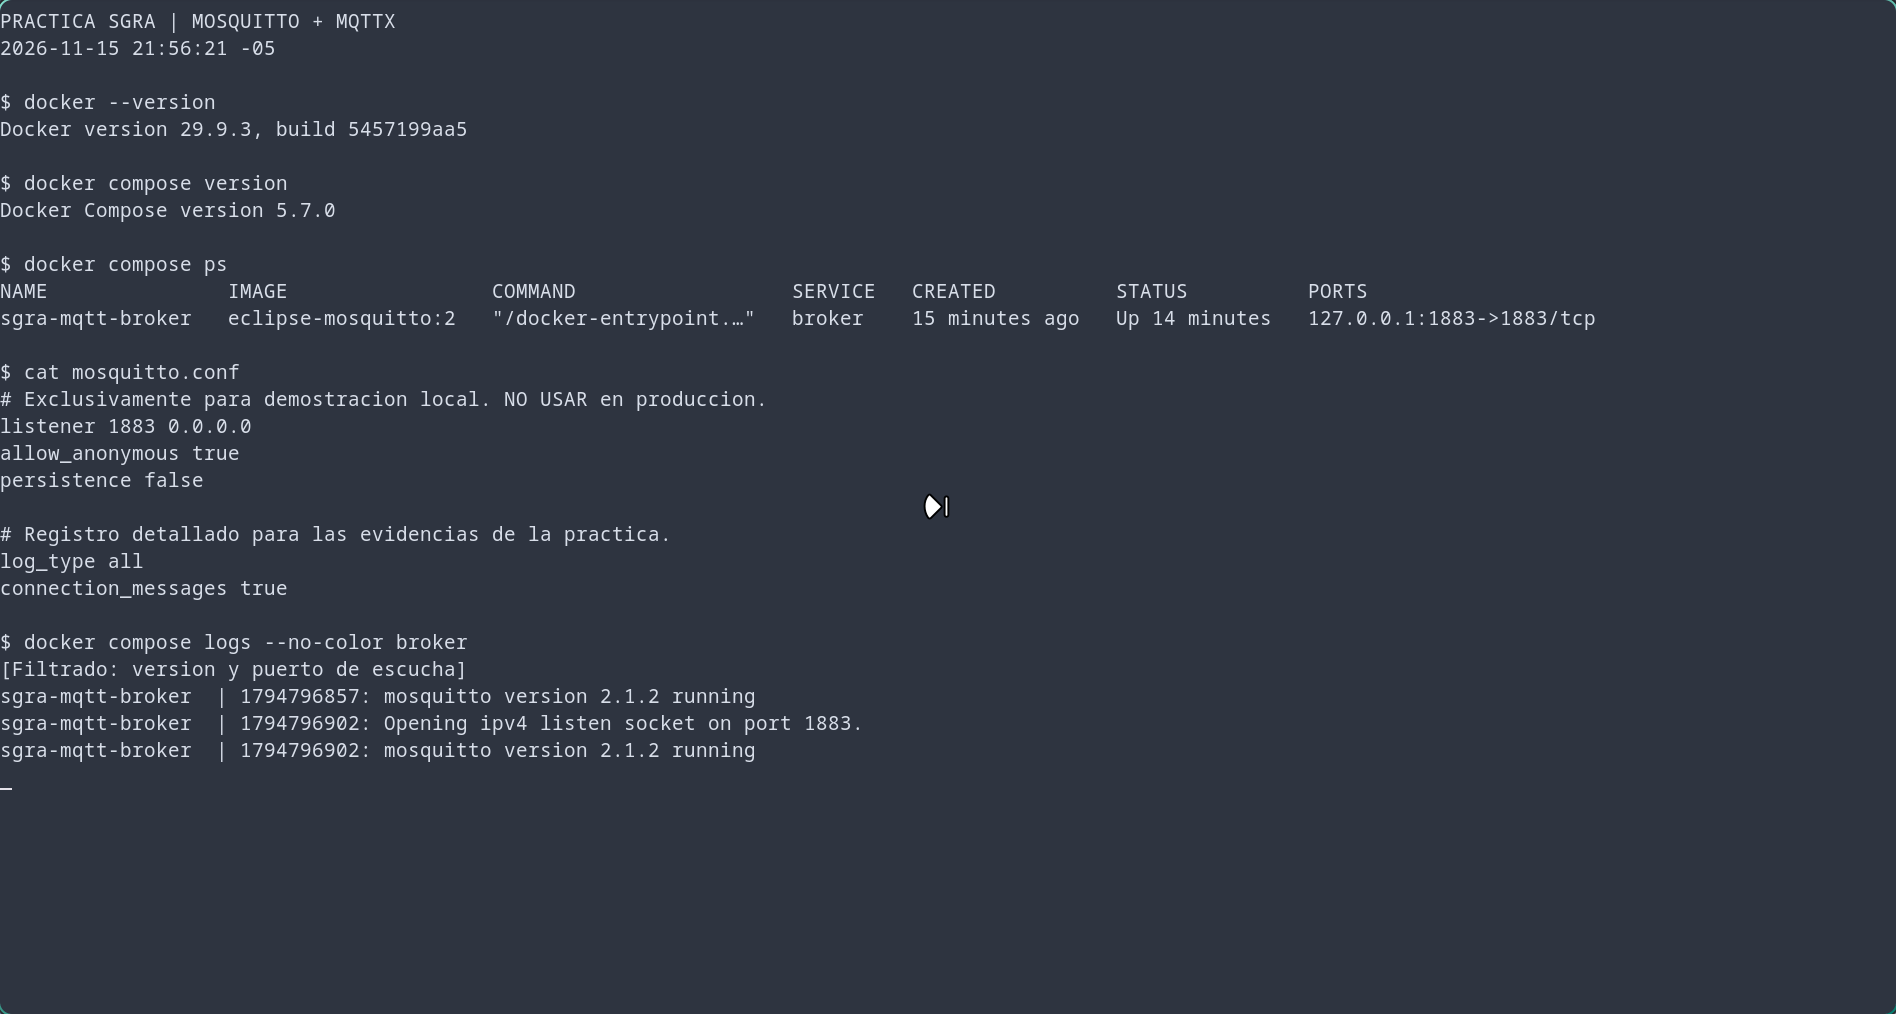 PRACTICA SGRA | MOSQUITTO + MQTTX
2026-11-15 21:56:21 -05
$ docker --version
Docker version 29.9.3, build 5457199aa5
$ docker compose version
Docker Compose version 5.7.0
$ docker compose ps
NAME IMAGE COMMAND SERVICE CREATED STATUS PORTS
sgra-mqtt-broker eclipse-mosquitto:2 "/docker-entrypoint.…" broker 15 minutes ago Up 14 minutes 127.0.0.1:1883->1883/tcp
$ cat mosquitto.conf
# Exclusivamente para demostracion local. NO USAR en produccion.
listener 1883 0.0.0.0
allow_anonymous true
persistence false
# Registro detallado para las evidencias de la practica.
log_type all
connection_messages true
$ docker compose logs --no-color broker
[Filtrado: version y puerto de escucha]
sgra-mqtt-broker | 1794796857: mosquitto version 2.1.2 running
sgra-mqtt-broker | 1794796902: Opening ipv4 listen socket on port 1883.
sgra-mqtt-broker | 1794796902: mosquitto version 2.1.2 running